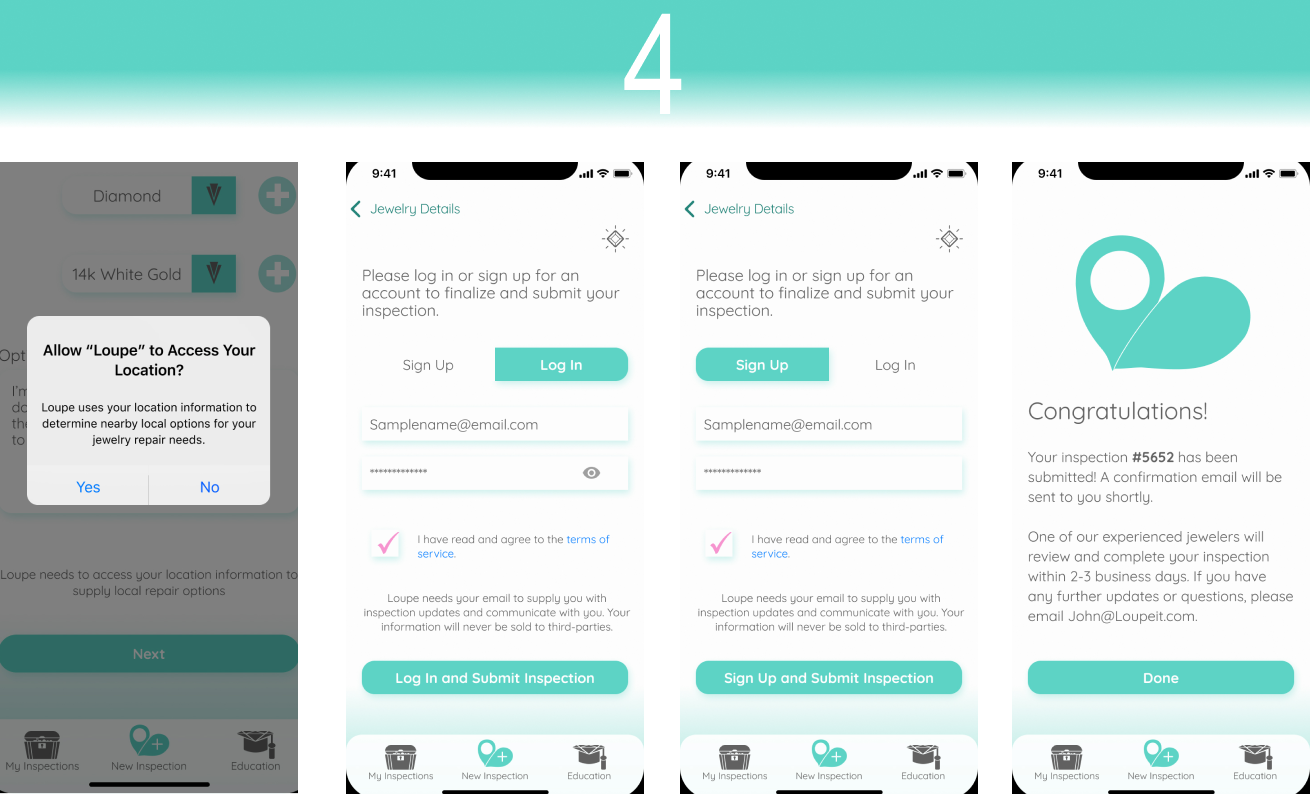 4
Diamond
14k White Gold
Opt
I'm
do
the
to
Allow “Loupe” to Access Your
Location?
Loupe uses your location information to
determine nearby local options for your
jewelry repair needs.
Yes
No
Loupe needs to access your location information to
supply local repair options
Next
My Inspections
New Inspection
Education
9:41
Jewelry Details
Please log in or sign up for an
account to finalize and submit your
inspection.
Sign Up
Log In
Samplename@email.com
*************
I have read and agree to the terms of
service.
Loupe needs your email to supply you with
inspection updates and communicate with you. Your
information will never be sold to third-parties.
Log In and Submit Inspection
My Inspections
New Inspection
Education
9:41
Jewelry Details
Please log in or sign up for an
account to finalize and submit your
inspection.
Sign Up
Log In
Samplename@email.com
*************
I have read and agree to the terms of
service.
Loupe needs your email to supply you with
inspection updates and communicate with you. Your
information will never be sold to third-parties.
Sign Up and Submit Inspection
My Inspections
New Inspection
Education
9:41
Congratulations!
Your inspection #5652 has been
submitted! A confirmation email will be
sent to you shortly.
One of our experienced jewelers will
review and complete your inspection
within 2-3 business days. If you have
any further updates or questions, please
email John@Loupeit.com.
Done
My Inspections
New Inspection
Education